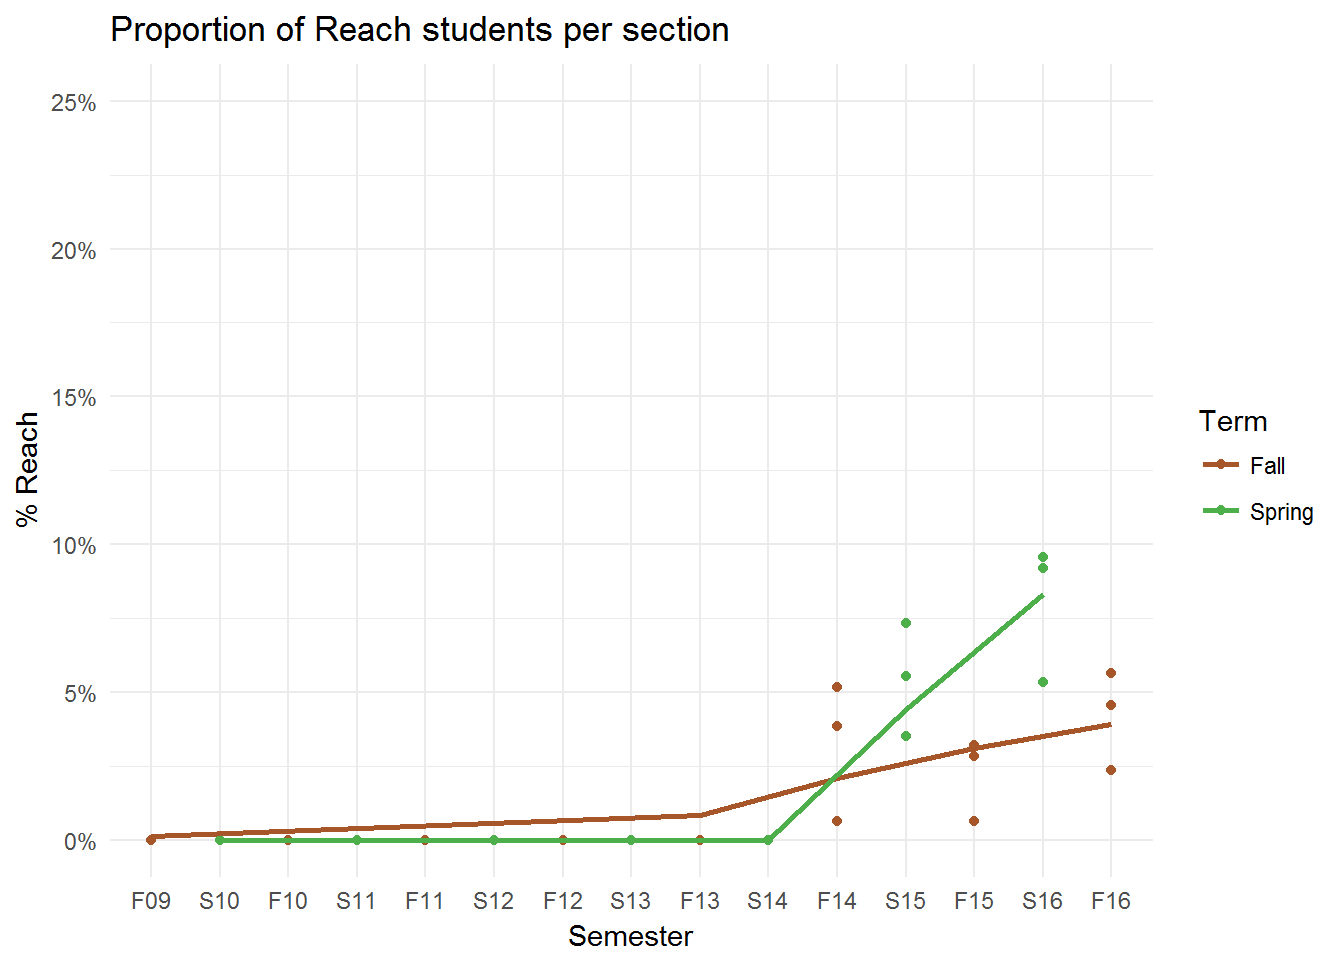 Proportion of Reach students per section
25%
20%
15%
10%
5%
0%
% Reach
F09 S10 F10 S11 F11 S12 F12 S13 F13 S14 F14 S15 F15 S16 F16
Semester
Term
Fall
Spring